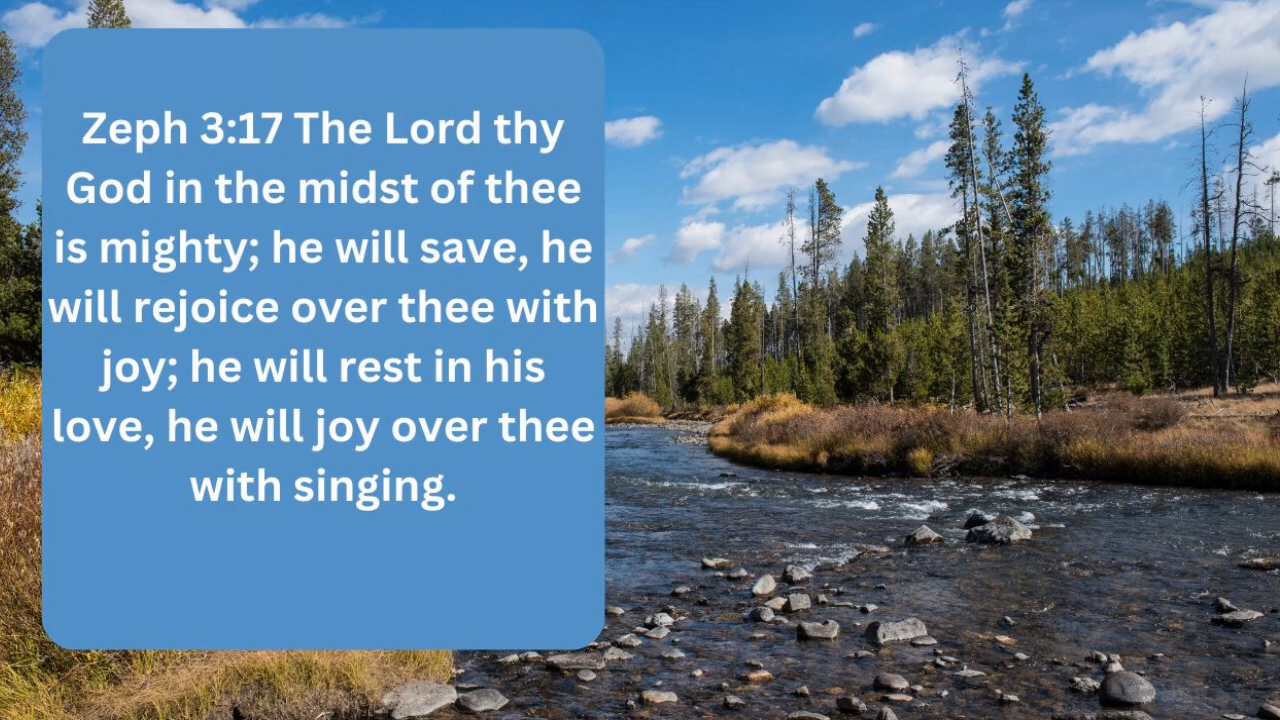 Zeph 3:17 The Lord thy
God in the midst of thee
is mighty; he will save, he
will rejoice over thee with
joy; he will rest in his
love, he will joy over thee
with singing.